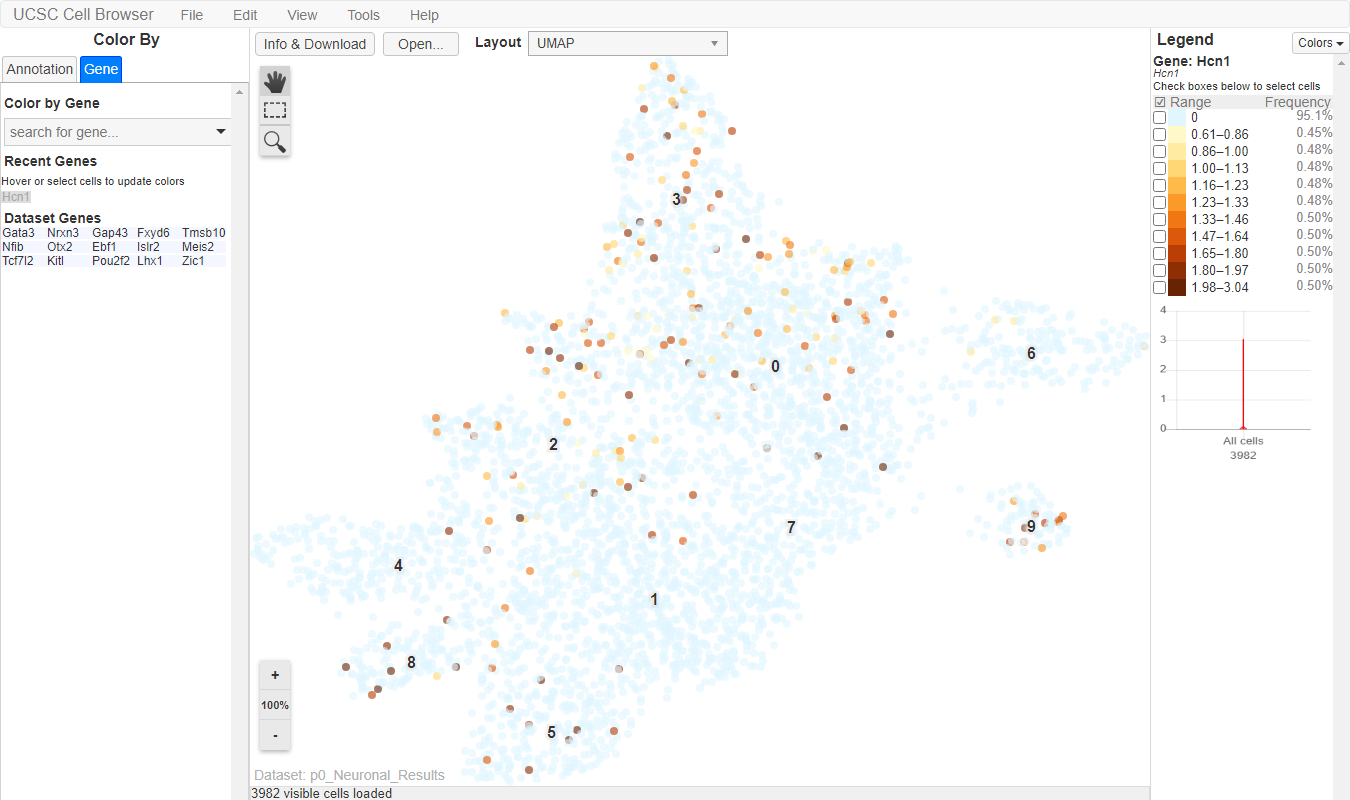 UCSC Cell Browser File Edit View Tools Help
Color By
Annotation Gene
Color by Gene
search for gene...
Recent Genes
Hover or select cells to update colors
Hcn1
Dataset Genes
Gata3 Nrxn3 Gap43 Fxyd6 Tmsb10
Nfib Otx2 Ebf1 Islr2 Meis2
Tcf7l2 Kitl Pou2f2 Lhx1 Zic1
Info & Download Open... Layout UMAP
3
0
6
2
7
9
4
1
8
5
+
100%
-
Dataset: p0_Neuronal_Results
3982 visible cells loaded
Legend Colors
Gene: Hcn1
Hcn1
Check boxes below to select cells
Range Frequency
0 95.1%
0.61–0.86 0.45%
0.86–1.00 0.48%
1.00–1.13 0.48%
1.16–1.23 0.48%
1.23–1.33 0.48%
1.33–1.46 0.50%
1.47–1.64 0.50%
1.65–1.80 0.50%
1.80–1.97 0.50%
1.98–3.04 0.50%
4
3
2
1
0
All cells
3982